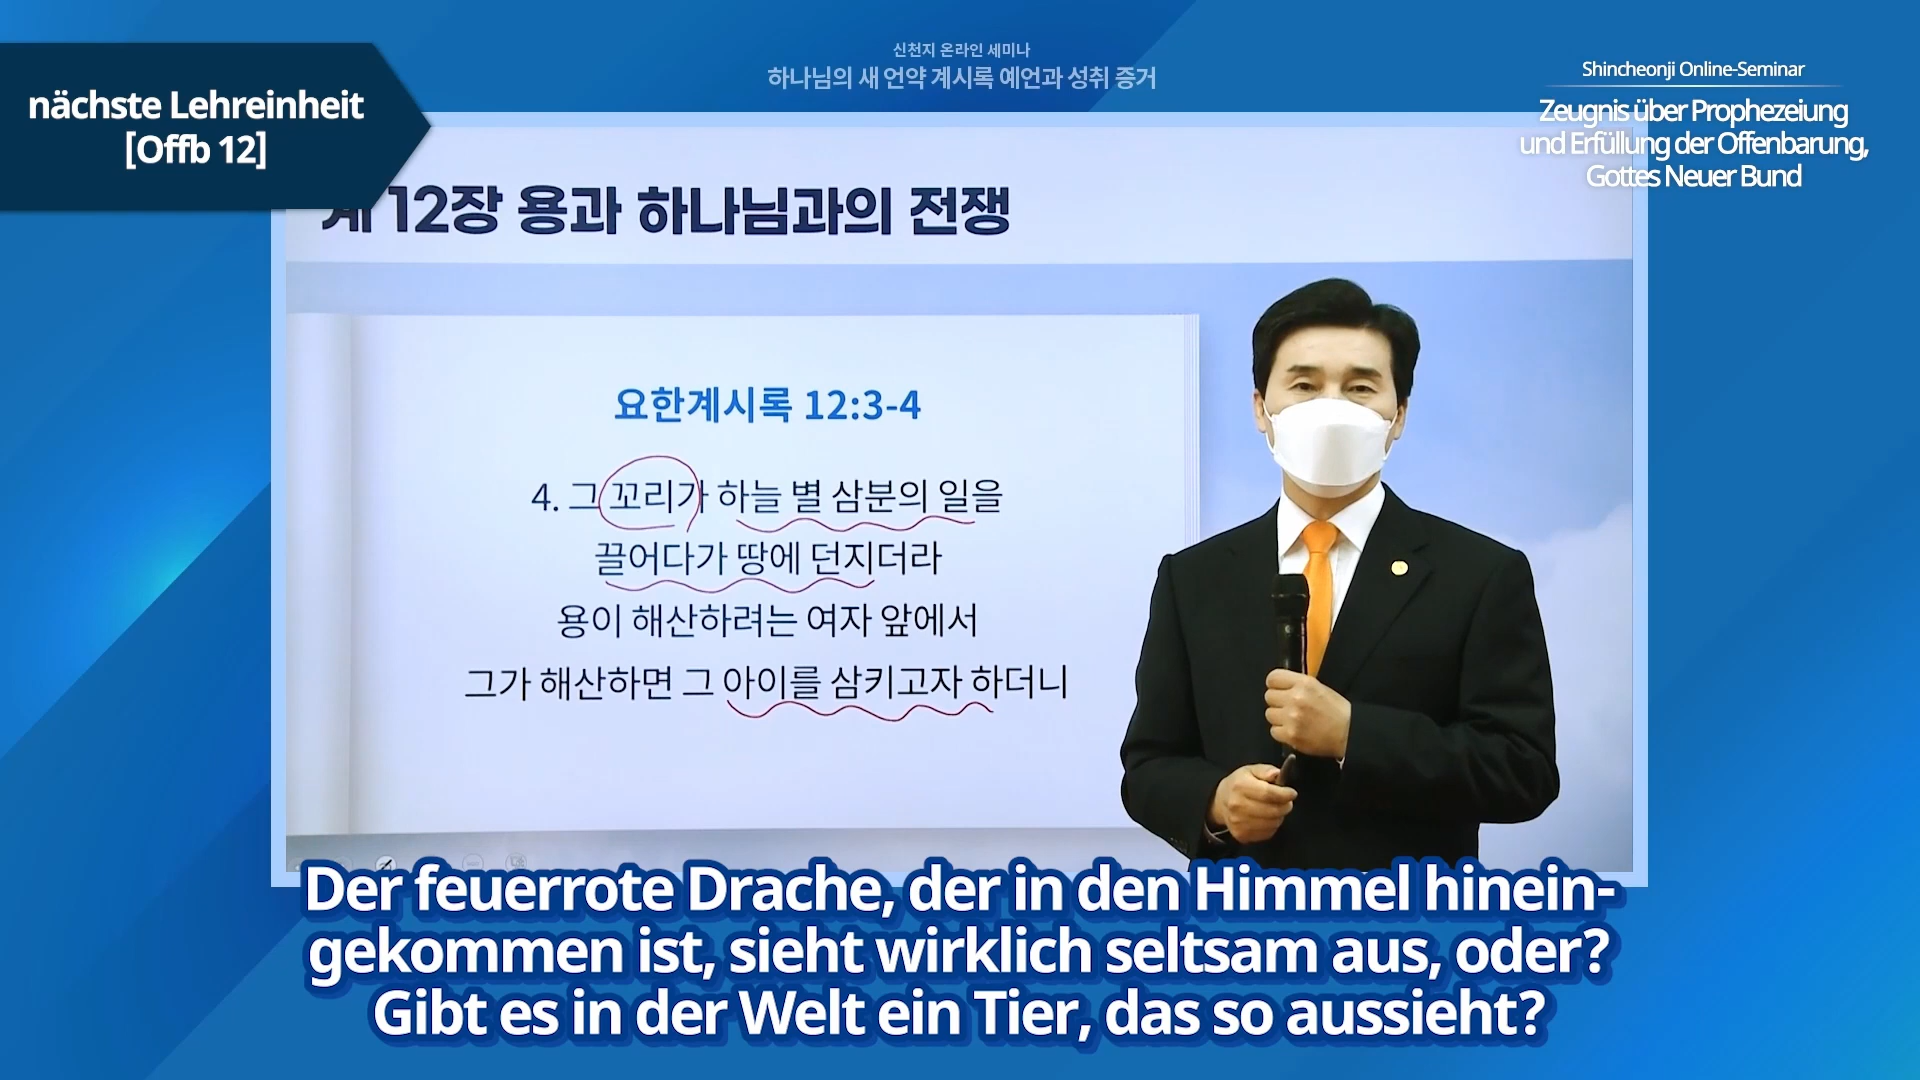 nächste Lehreinheit
[Offb 12]
신천지 온라인 세미나
하나님의 새 언약 계시록 예언과 성취 증거
Shincheonji Online-Seminar
Zeugnis über Prophezeiung
und Erfüllung der Offenbarung,
Gottes Neuer Bund
계 12장 용과 하나님과의 전쟁
요한계시록 12:3-4
4. 그 꼬리가 하늘 별 삼분의 일을
끌어다가 땅에 던지더라
용이 해산하려는 여자 앞에서
그가 해산하면 그 아이를 삼키고자 하더니
Der feuerrote Drache, der in den Himmel hinein-
gekommen ist, sieht wirklich seltsam aus, oder?
Gibt es in der Welt ein Tier, das so aussieht?